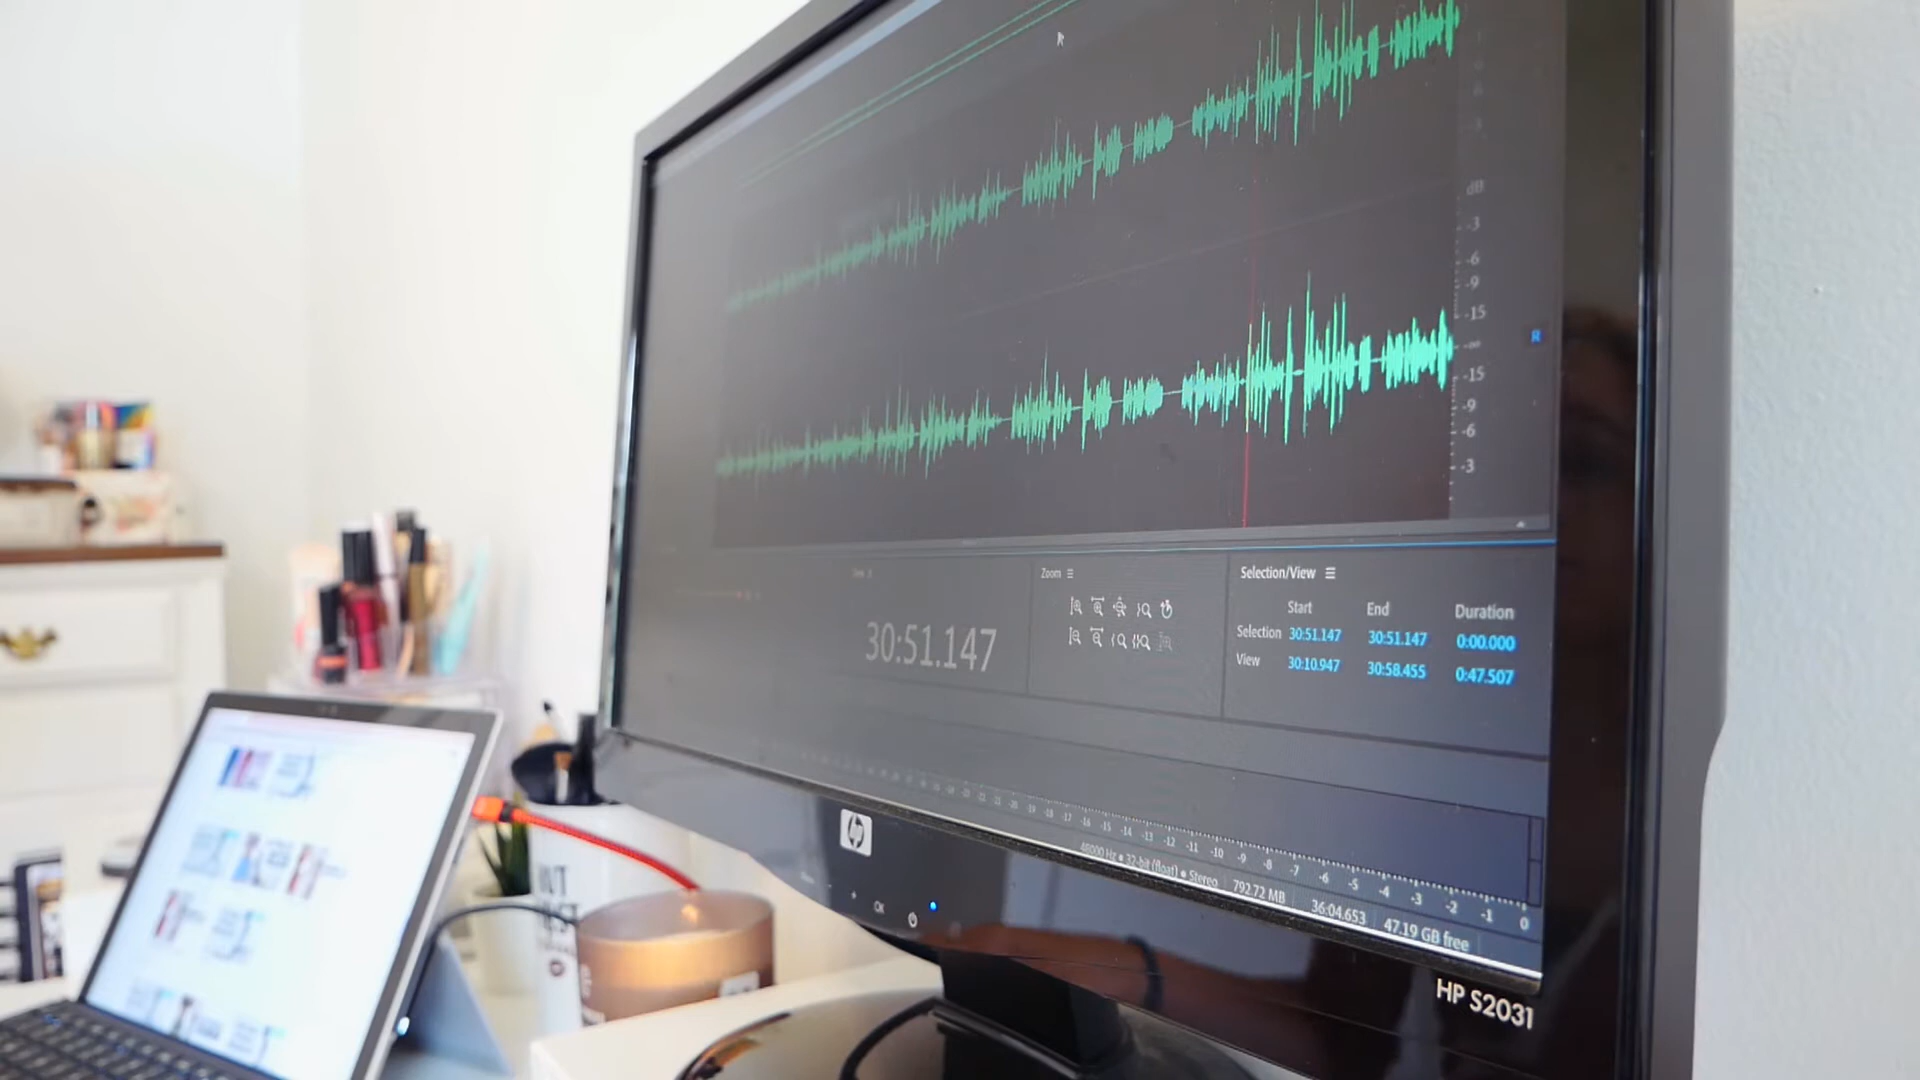 dB
-3
-6
-9
-15
-∞
-15
-9
-6
-3
R
Zoom
Selection/View
Start End Duration
Selection 30:51.147 30:51.147 0:00.000
View 30:10.947 30:58.455 0:47.507
30:51.147
-17 -16 -15 -14 -13 -12 -11 -10 -9 -8 -7 -6 -5 -4 -3 -2 -1 0
48000 Hz • 32-bit (float) • Stereo 792.72 MB 36:04.653 47.19 GB free
hp
OK
HP S2031